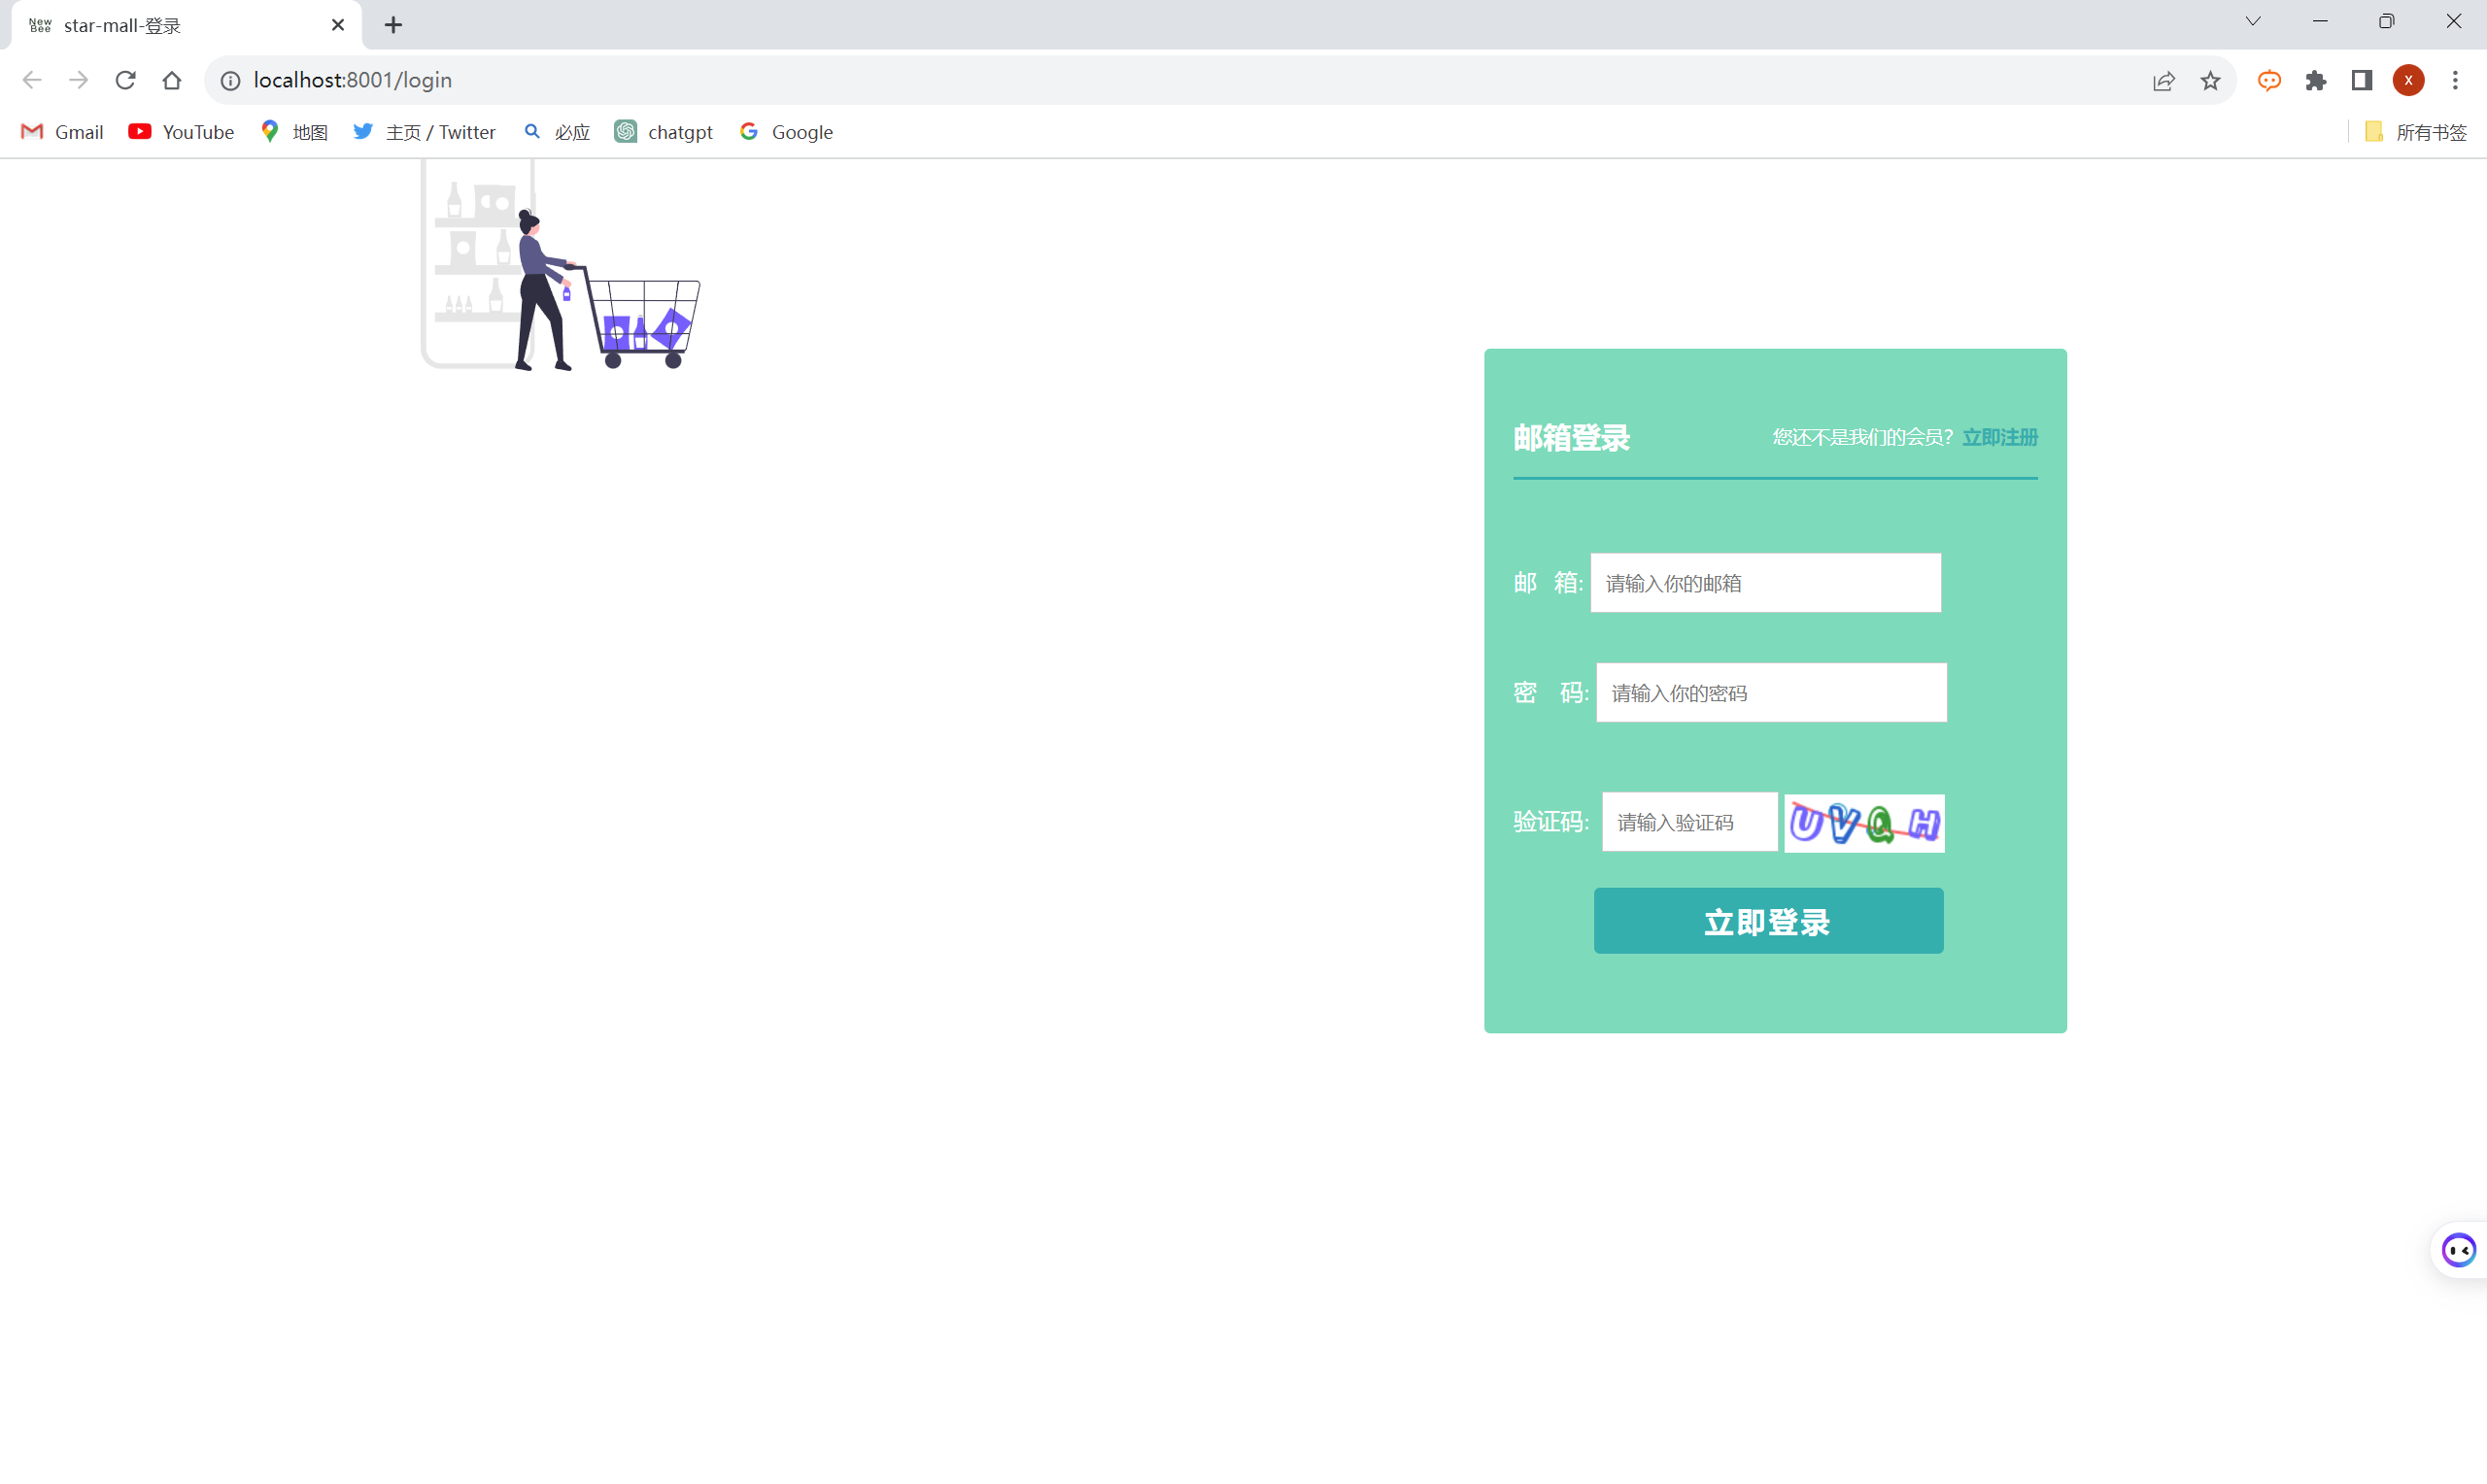 New Bee star-mall-登录
localhost:8001/login
X
Gmail YouTube 地图 主页 / Twitter 必应 chatgpt Google 所有书签
邮箱登录 您还不是我们的会员？立即注册
邮 箱: 请输入你的邮箱
密 码: 请输入你的密码
验证码: 请输入验证码 UVQH
立即登录